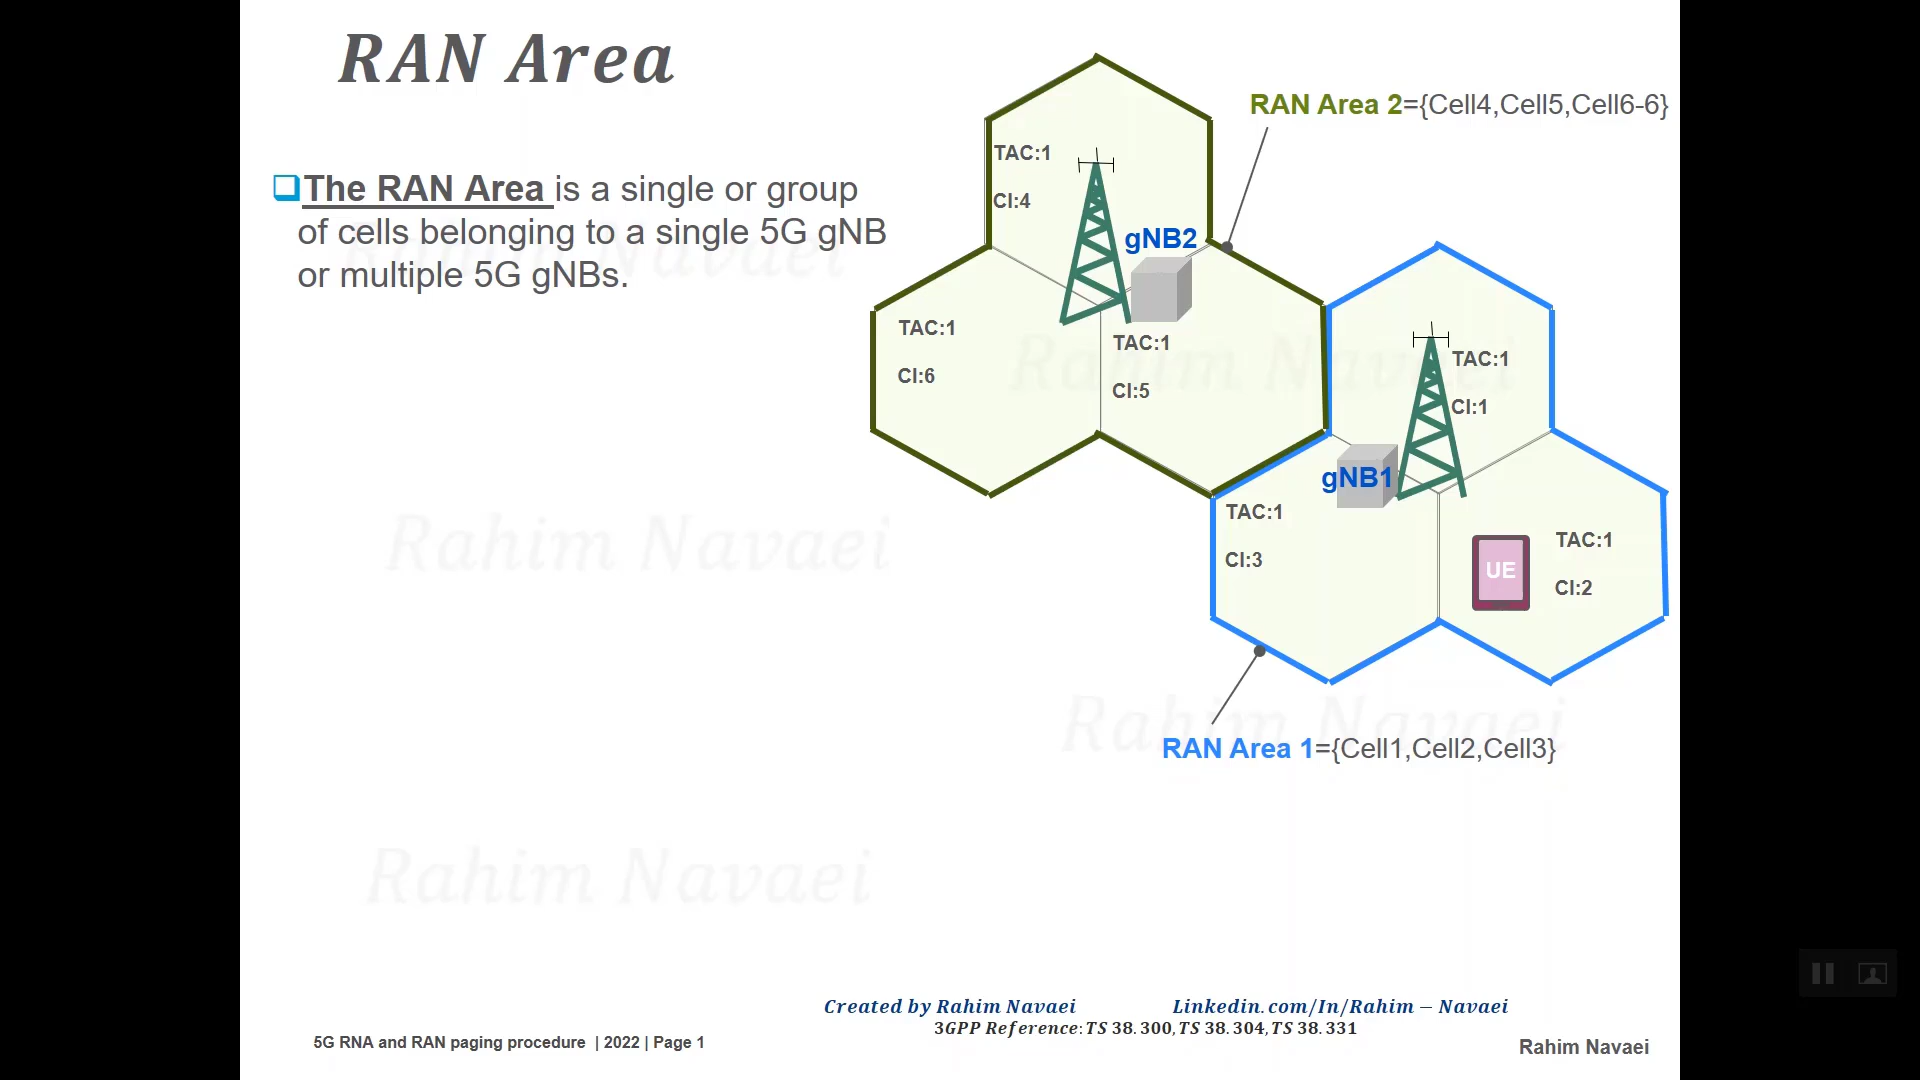 RAN Area
RAN Area 2={Cell4,Cell5,Cell6-6}
❑The RAN Area is a single or group
of cells belonging to a single 5G gNB
or multiple 5G gNBs.
TAC:1
CI:4
gNB2
TAC:1
CI:6
TAC:1
CI:5
TAC:1
CI:1
gNB1
TAC:1
CI:3
UE
TAC:1
CI:2
RAN Area 1={Cell1,Cell2,Cell3}
Rahim Navaei
Rahim Navaei
Rahim Navaei
Rahim Navaei
Rahim Navaei
Created by Rahim Navaei
Linkedin.com/In/Rahim – Navaei
3GPP Reference: TS 38.300, TS 38.304, TS 38.331
5G RNA and RAN paging procedure | 2022 | Page 1
Rahim Navaei